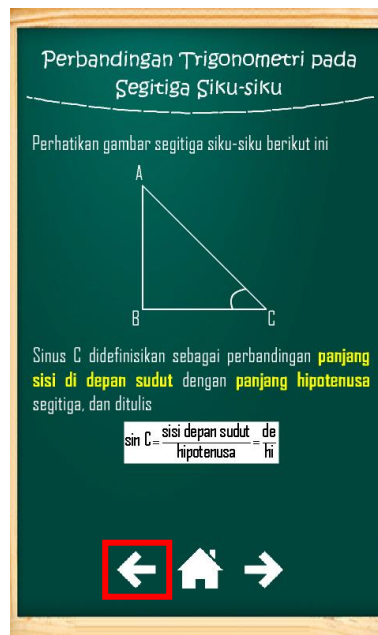 Perbandingan Trigonometri pada
Segitiga Siku-siku
Perhatikan gambar segitiga siku-siku berikut ini
A
B
C
Sinus C didefinisikan sebagai perbandingan panjang
sisi di depan sudut dengan panjang hipotenusa
segitiga, dan ditulis
sin C = sisi depan sudut / hipotenusa = de / hi